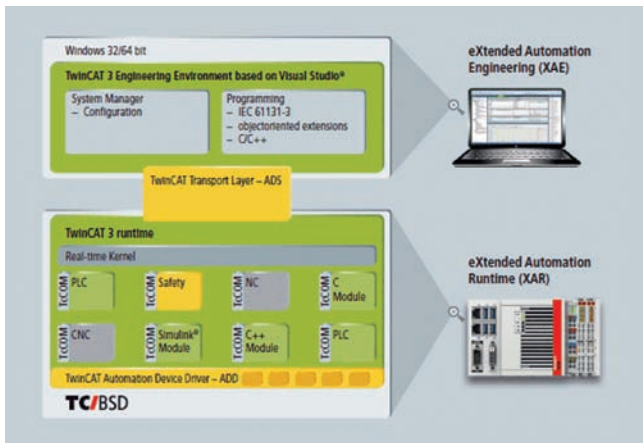 Windows 32/64 bit
TwinCAT 3 Engineering Environment based on Visual Studio®
System Manager
– Configuration
Programming
– IEC 61131-3
– objectoriented extensions
– C/C++
eXtended Automation
Engineering (XAE)
TwinCAT Transport Layer – ADS
TwinCAT 3 runtime
Real-time Kernel
TcCOM
PLC
TcCOM
Safety
TcCOM
NC
TcCOM
C
Module
TcCOM
CNC
TcCOM
Simulink®
Module
TcCOM
C++
Module
TcCOM
PLC
TwinCAT Automation Device Driver – ADD
TC/BSD
eXtended Automation
Runtime (XAR)